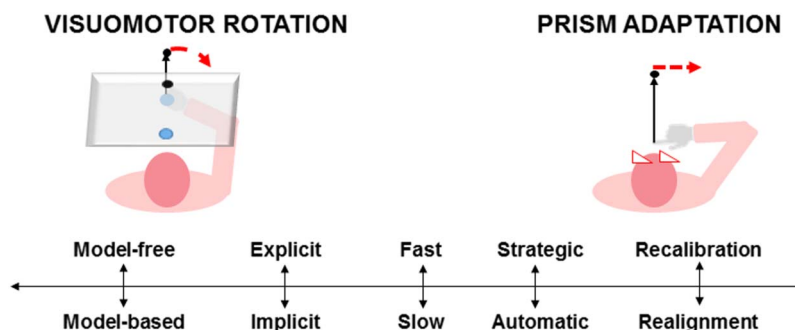 VISUOMOTOR ROTATION
PRISM ADAPTATION
Model-free Explicit Fast Strategic Recalibration
Model-based Implicit Slow Automatic Realignment